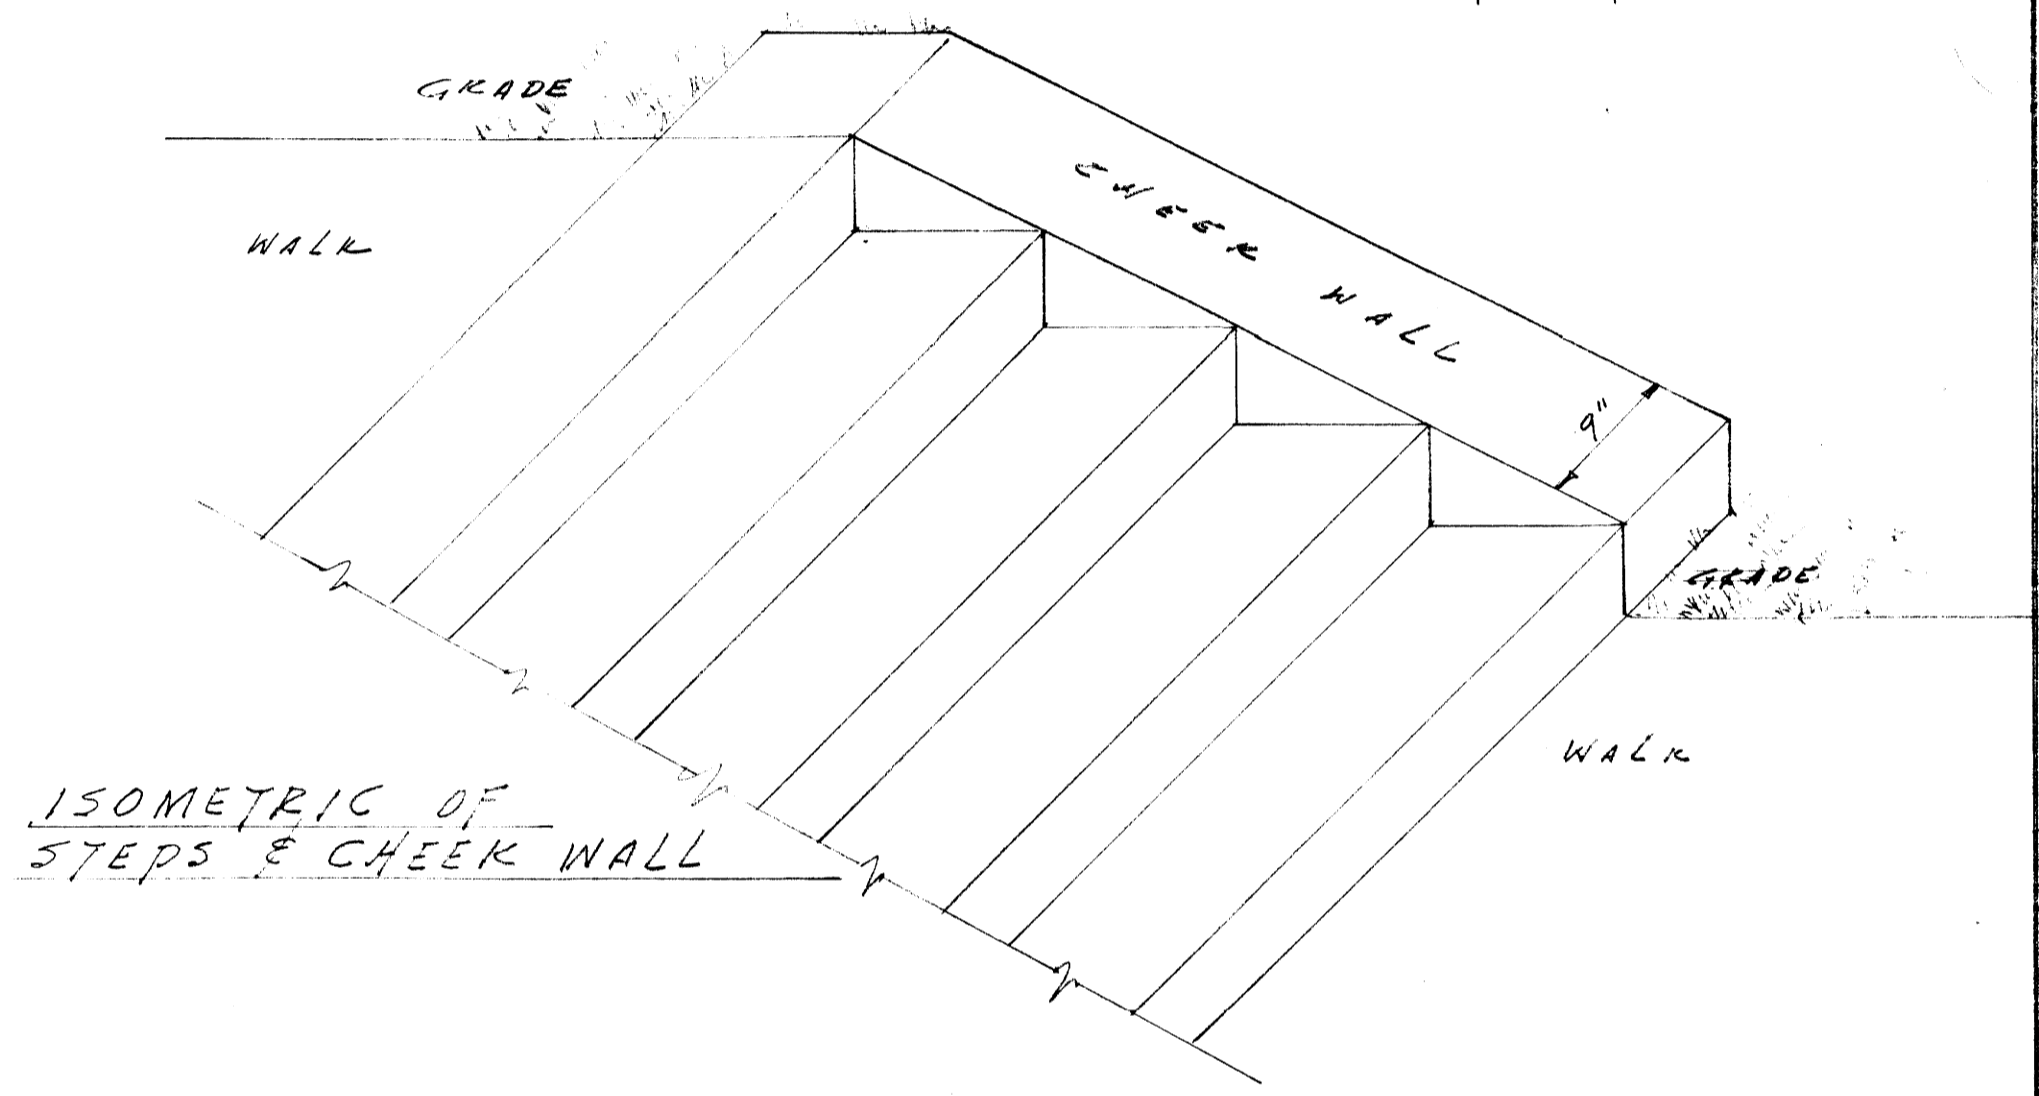 GRADE
WALK
CHEEK WALL
9"
GRADE
WALK
ISOMETRIC OF
STEPS & CHEEK WALL